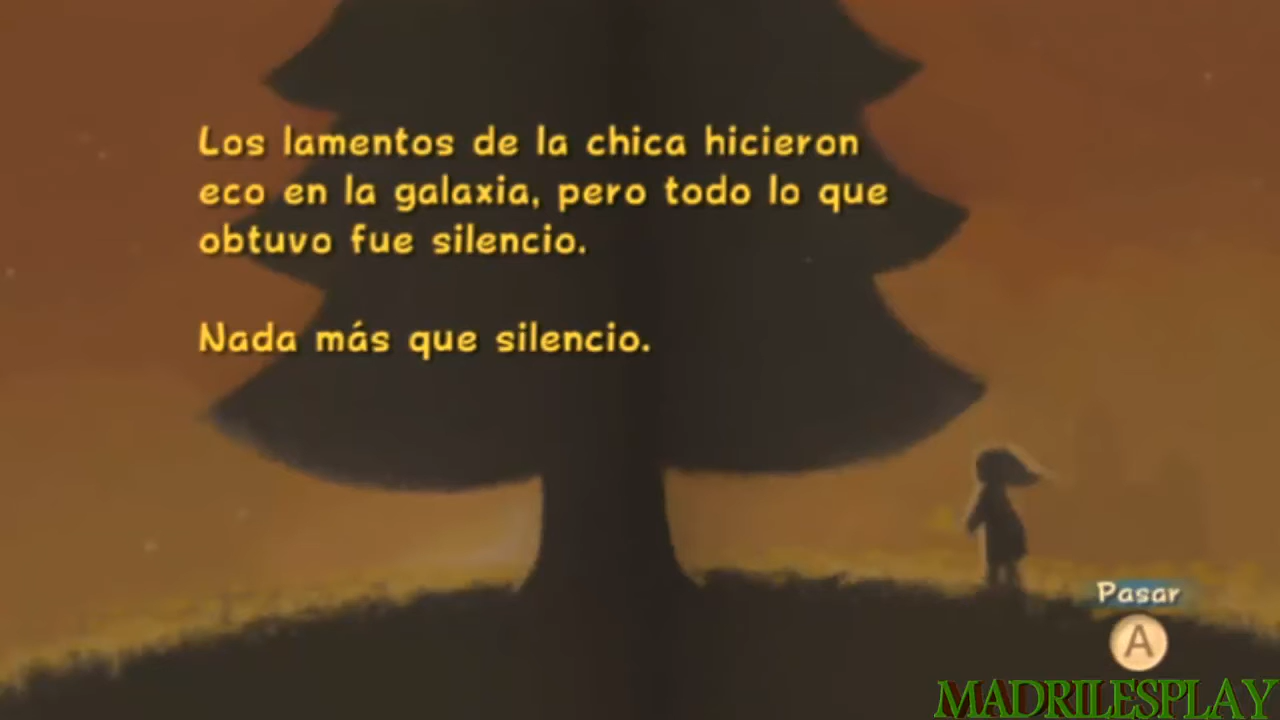 Los lamentos de la chica hicieron
eco en la galaxia, pero todo lo que
obtuvo fue silencio.
Nada más que silencio.
Pasar
A
MADRILESPLAY